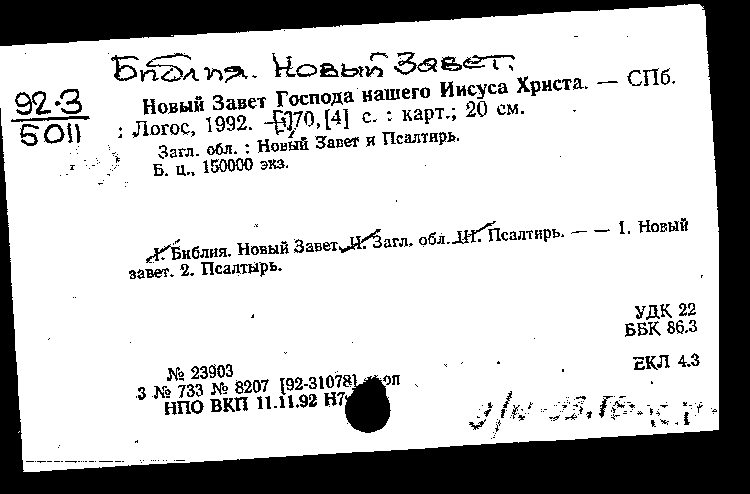 Библия. Новый Завет.
92-3
5011
Новый Завет Господа нашего Иисуса Христа. — СПб.
: Логос, 1992. 70, [4] с. : карт.; 20 см.
Загл. обл. : Новый Завет и Псалтирь.
Б. ц., 150000 экз.
I. Библия. Новый Завет. II. Загл. обл. III. Псалтирь. — — 1. Новый
завет. 2. Псалтырь.
УДК 22
ББК 86.3
№ 23903
ЕКЛ 4.3
3 № 733 № 8207 [92-31078]
НПО ВКП 11.11.92 Н7